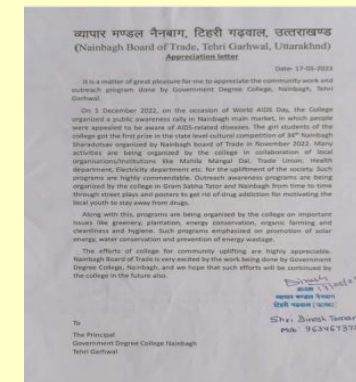 व्यापार मण्डल नैनबाग, टिहरी गढ़वाल, उत्तराखण्ड
(Nainbagh Board of Trade, Tehri Garhwal, Uttarakhnd)
Appreciation letter
Date: 17-05-2023
It is a matter of great pleasure for me to appreciate the community work and
outreach program done by Government Degree College, Nainbagh, Tehri
Garhwal.
On 1 December 2022, on the occasion of World AIDS Day, the College
organized a public awareness rally in Nainbagh main market, in which people
were appealed to be aware of AIDS-related diseases. The girl students of the
college got the first prize in the state level cultural competition of 34th Nainbagh
Sharadotsav organized by Nainbagh board of Trade in November 2022. Many
activities are being organized by the college in collaboration of local
organisations/institutions like Mahila Mangal Dal, Trade Union, Health
department, Electricity department etc. for the upliftment of the society. Such
programs are highly commendable. Outreach awareness programs are being
organized by the college in Gram Sabha Tator and Nainbagh from time to time
through street plays and posters to get rid of drug addiction for motivating the
local youth to stay away from drugs.
Along with this, programs are being organized by the college on important
issues like greenery, plantation, energy conservation, organic farming and
cleanliness and hygiene. Such programs emphasized on promotion of solar
energy, water conservation and prevention of energy wastage.
The efforts of college for community uplifting are highly appreciable.
Nainbagh Board of Trade is very excited by the work being done by Government
Degree College, Nainbagh, and we hope that such efforts will be continued by
the college in the future also.
अध्यक्ष
व्यापार मण्डल नैनबाग
Shri Dinesh Tomar
To
The Principal
Government Degree College Nainbagh
Tehri Garhwal